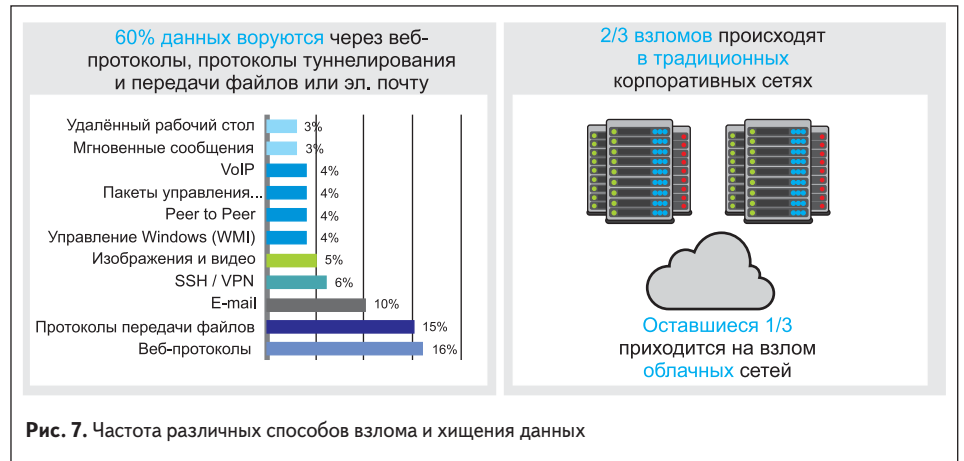 60% данных воруются через веб-
протоколы, протоколы туннелирования
и передачи файлов или эл. почту
Удалённый рабочий стол 3%
Мгновенные сообщения 3%
VoIP 4%
Пакеты управления... 4%
Peer to Peer 4%
Управление Windows (WMI) 4%
Изображения и видео 5%
SSH / VPN 6%
E-mail 10%
Протоколы передачи файлов 15%
Веб-протоколы 16%
2/3 взломов происходят
в традиционных
корпоративных сетях
Оставшиеся 1/3
приходится на взлом
облачных сетей
Рис. 7. Частота различных способов взлома и хищения данных